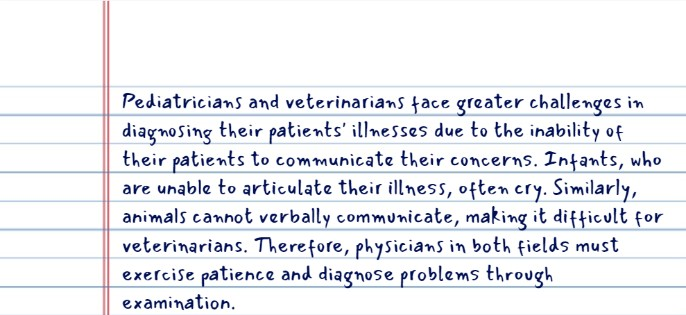 Pediatricians and veterinarians face greater challenges in
diagnosing their patients' illnesses due to the inability of
their patients to communicate their concerns. Infants, who
are unable to articulate their illness, often cry. Similarly,
animals cannot verbally communicate, making it difficult for
veterinarians. Therefore, physicians in both fields must
exercise patience and diagnose problems through
examination.